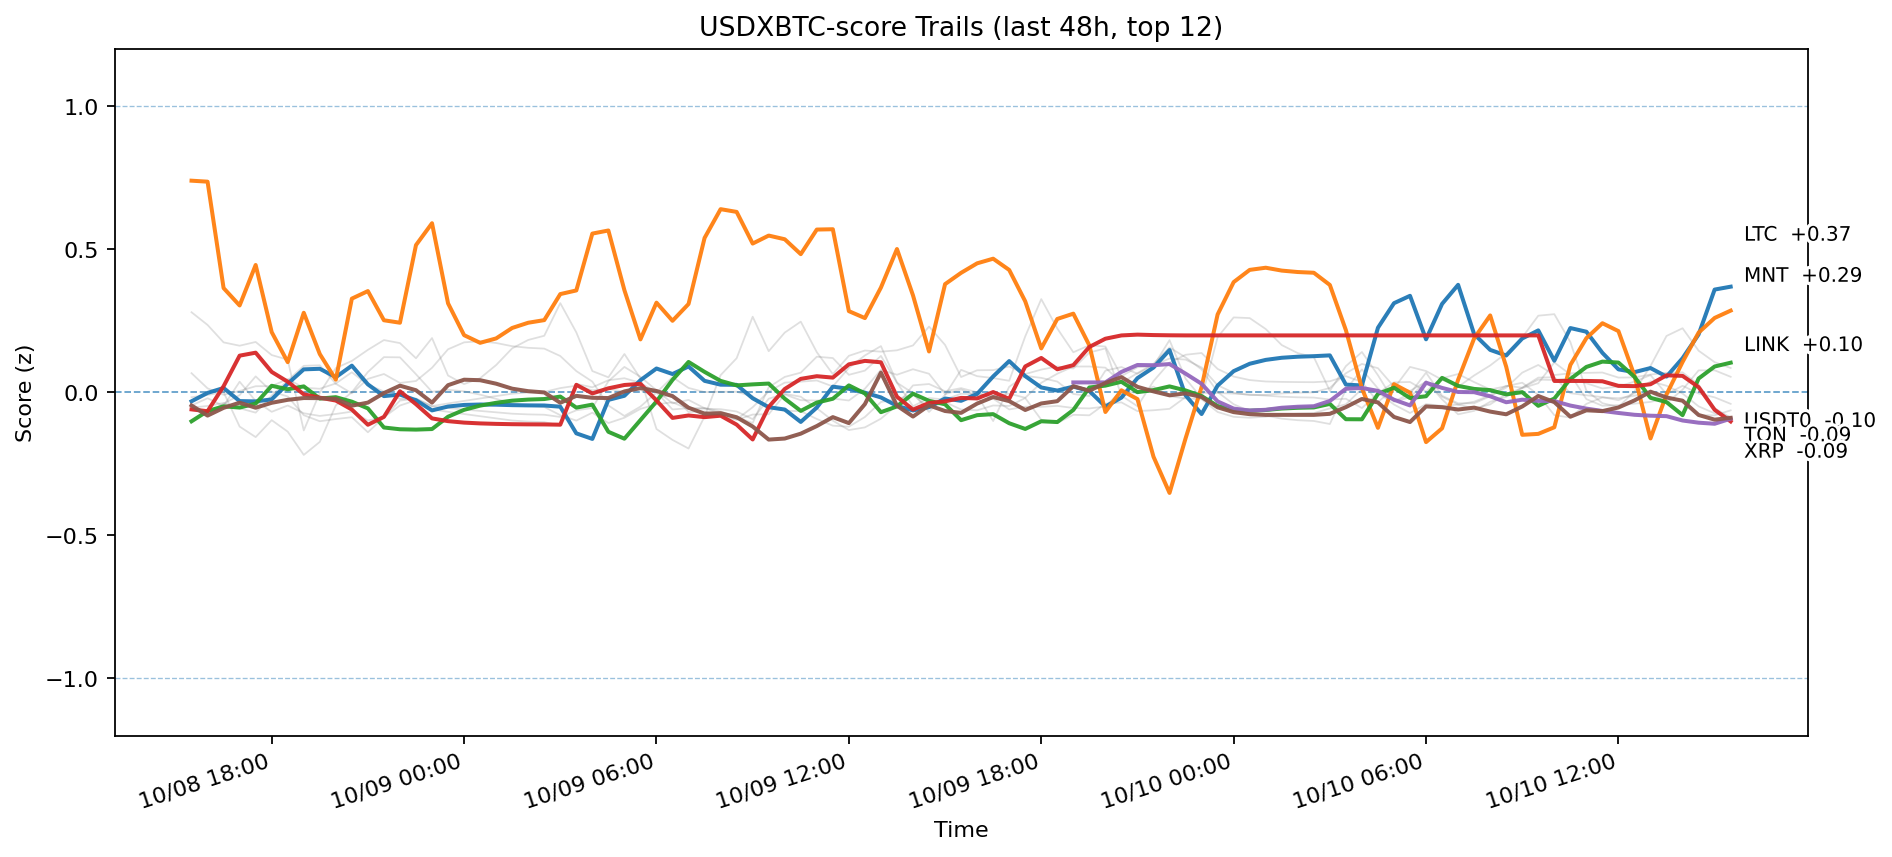 USDXBTC-score Trails (last 48h, top 12)
Score (z)
1.0
0.5
0.0
−0.5
−1.0
LTC +0.37
MNT +0.29
LINK +0.10
USDT0 -0.10
TON -0.09
XRP -0.09
10/08 18:00
10/09 00:00
10/09 06:00
10/09 12:00
10/09 18:00
10/10 00:00
10/10 06:00
10/10 12:00
Time